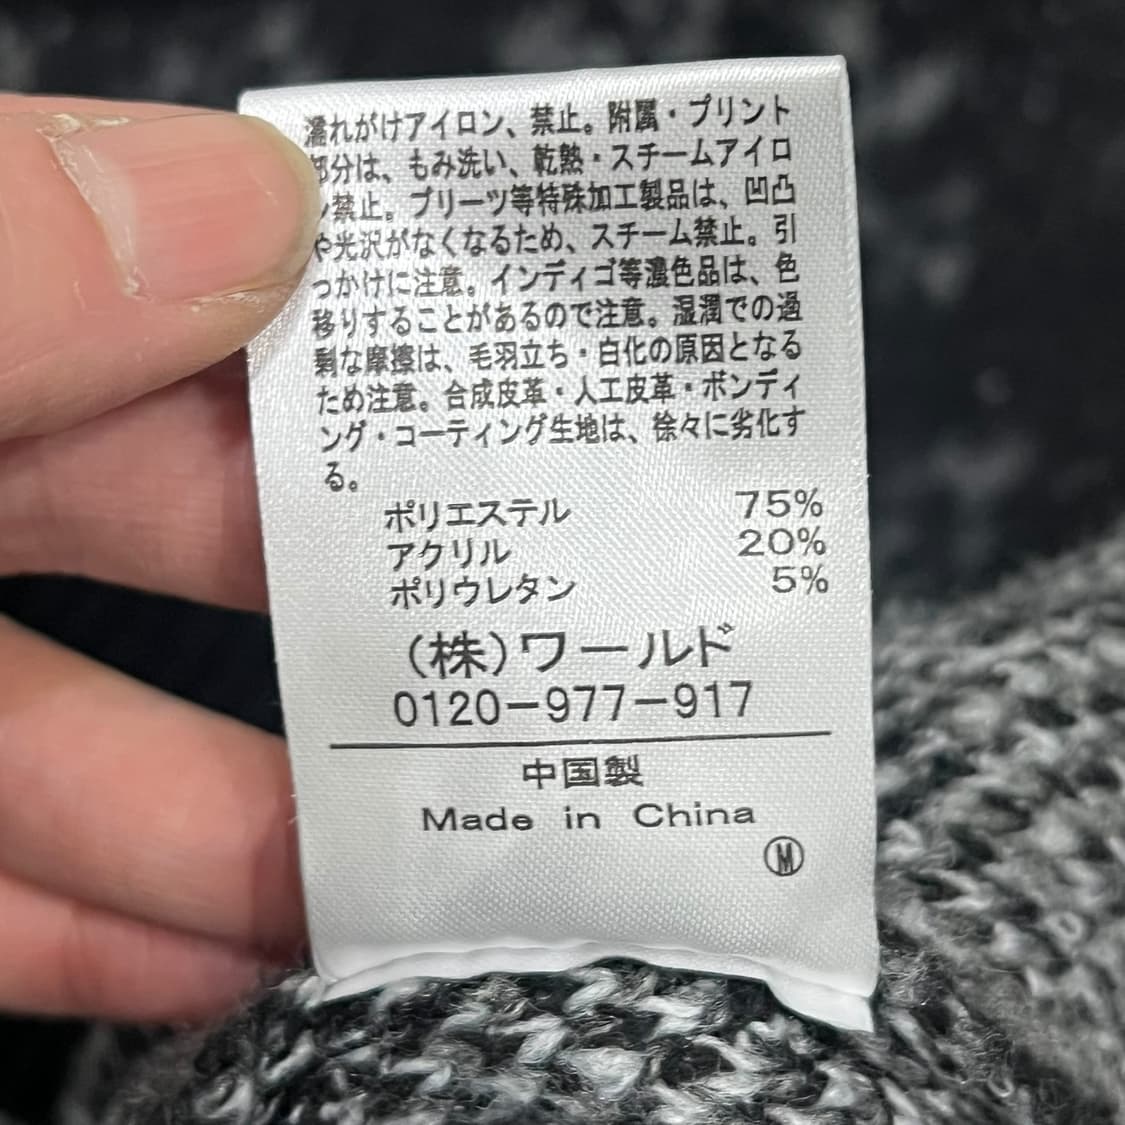 濡れがけアイロン、禁止。附属・プリント
部分は、もみ洗い、乾熱・スチームアイロ
ン禁止。プリーツ等特殊加工製品は、凹凸
や光沢がなくなるため、スチーム禁止。引
っかけに注意。インディゴ等濃色品は、色
移りすることがあるので注意。湿潤での過
剰な摩擦は、毛羽立ち・白化の原因となる
ため注意。合成皮革・人工皮革・ボンディ
ング・コーティング生地は、徐々に劣化す
る。
ポリエステル 75%
アクリル 20%
ポリウレタン 5%
(株)ワールド
0120-977-917
中国製
Made in China
Ⓜ